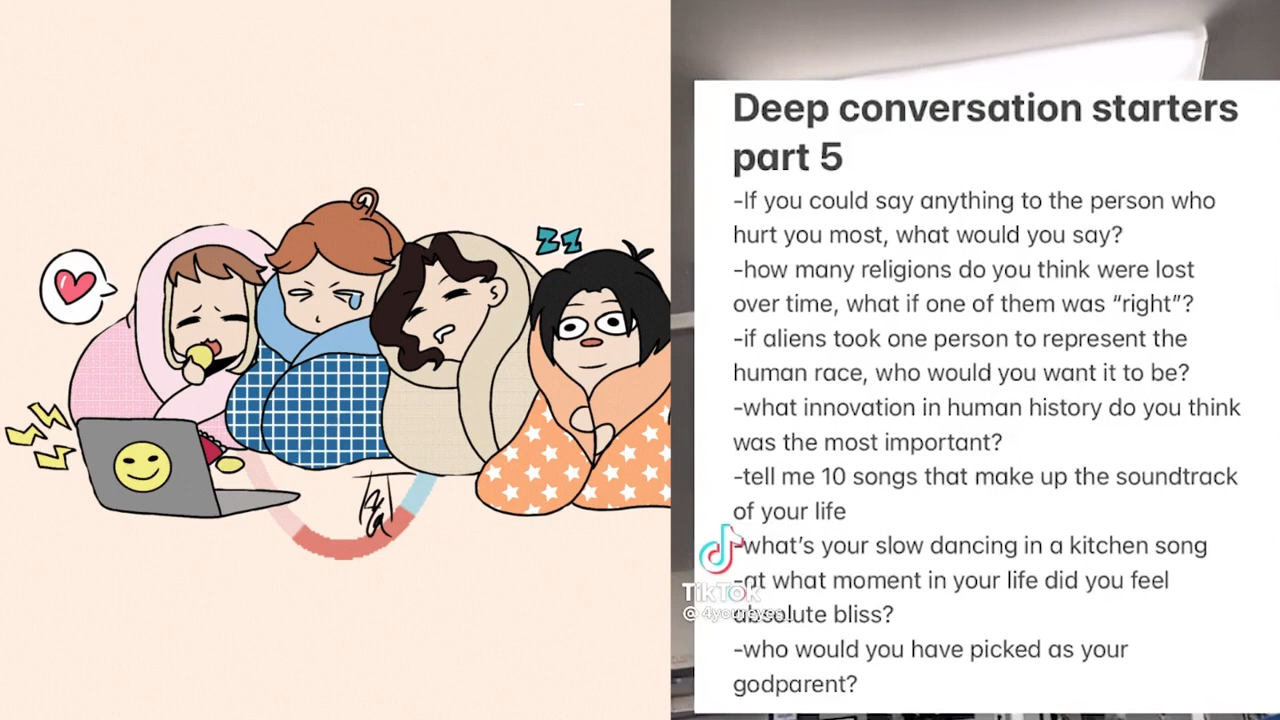 zz
Deep conversation starters
part 5
-If you could say anything to the person who
hurt you most, what would you say?
-how many religions do you think were lost
over time, what if one of them was “right”?
-if aliens took one person to represent the
human race, who would you want it to be?
-what innovation in human history do you think
was the most important?
-tell me 10 songs that make up the soundtrack
of your life
-what's your slow dancing in a kitchen song
-at what moment in your life did you feel
absolute bliss?
-who would you have picked as your
godparent?
TikTok